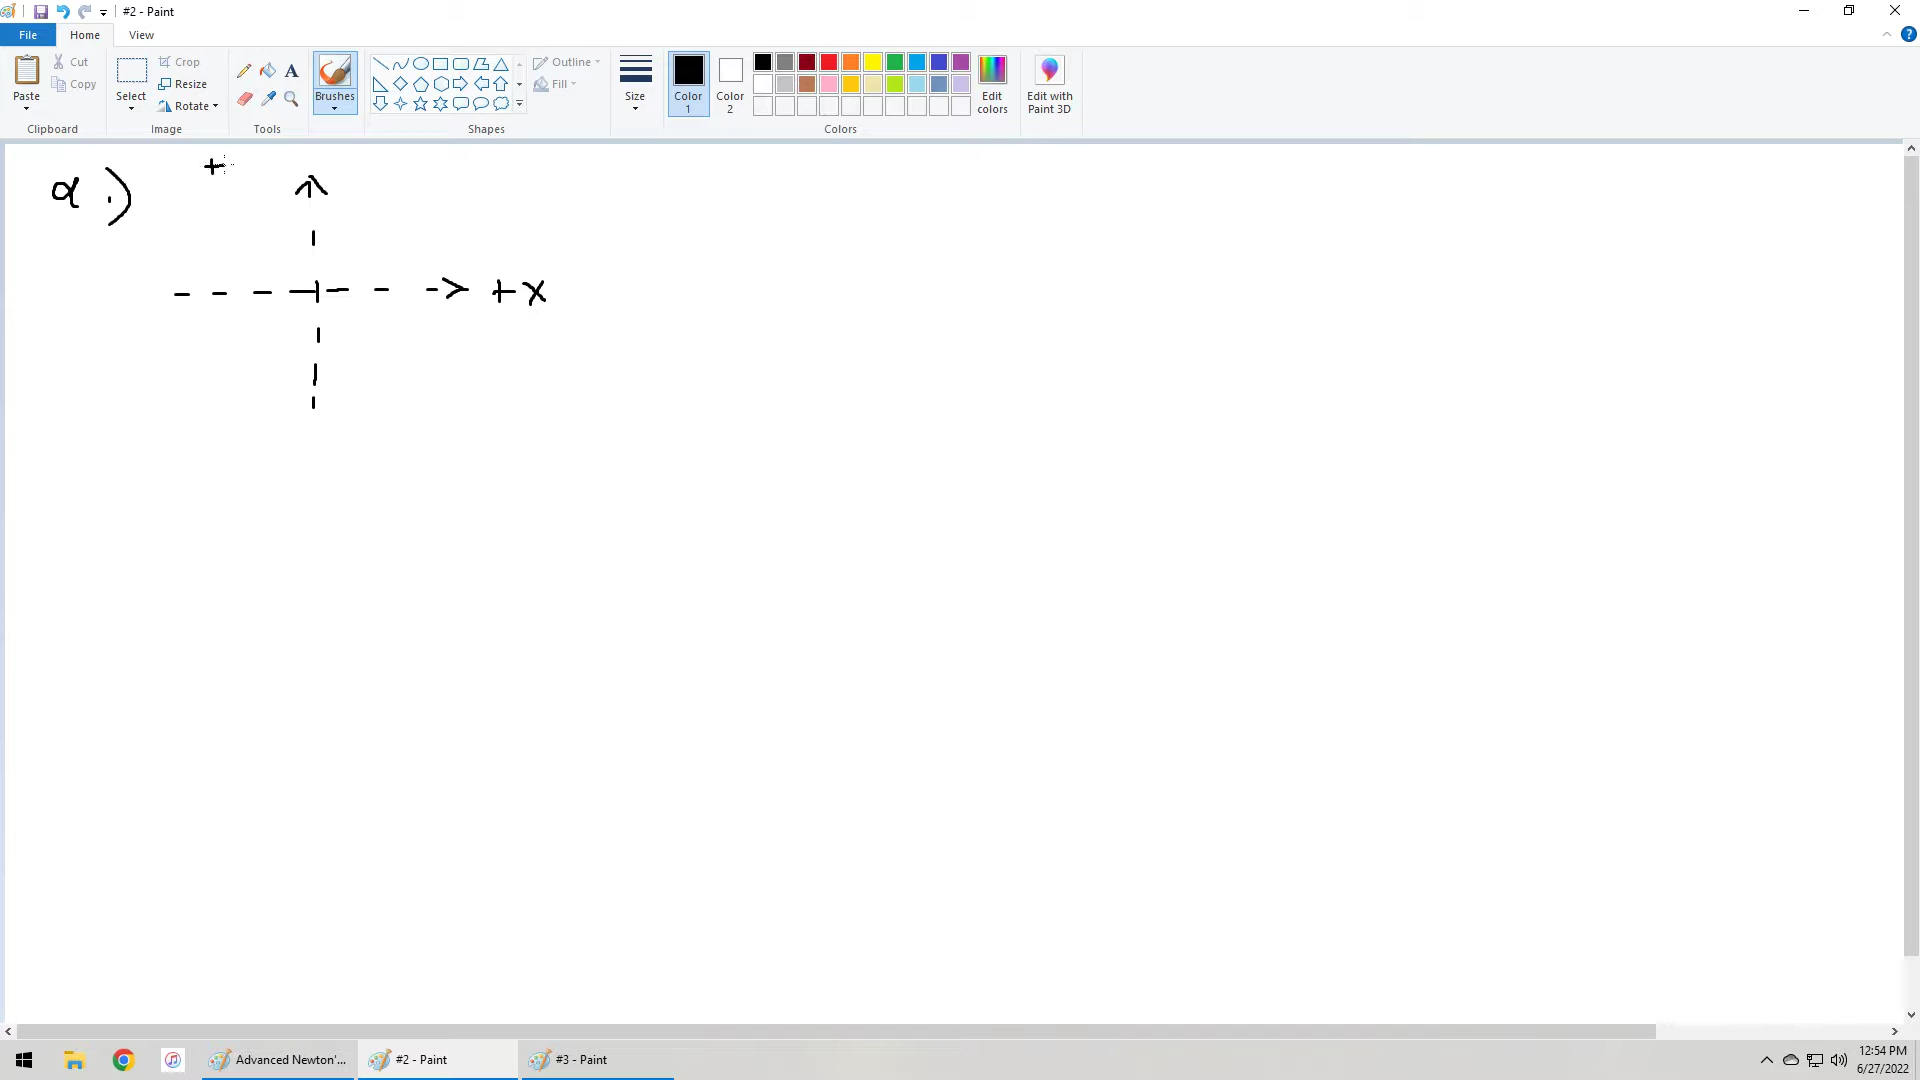 #2 - Paint
File Home View
Paste
Cut
Copy
Clipboard
Select
Crop
Resize
Rotate
Image
Tools
Brushes
Shapes
Outline
Fill
Size
Color 1
Color 2
Colors
Edit colors
Edit with Paint 3D
a.)
+
+x
Advanced Newton'...
#2 - Paint
#3 - Paint
12:54 PM
6/27/2022